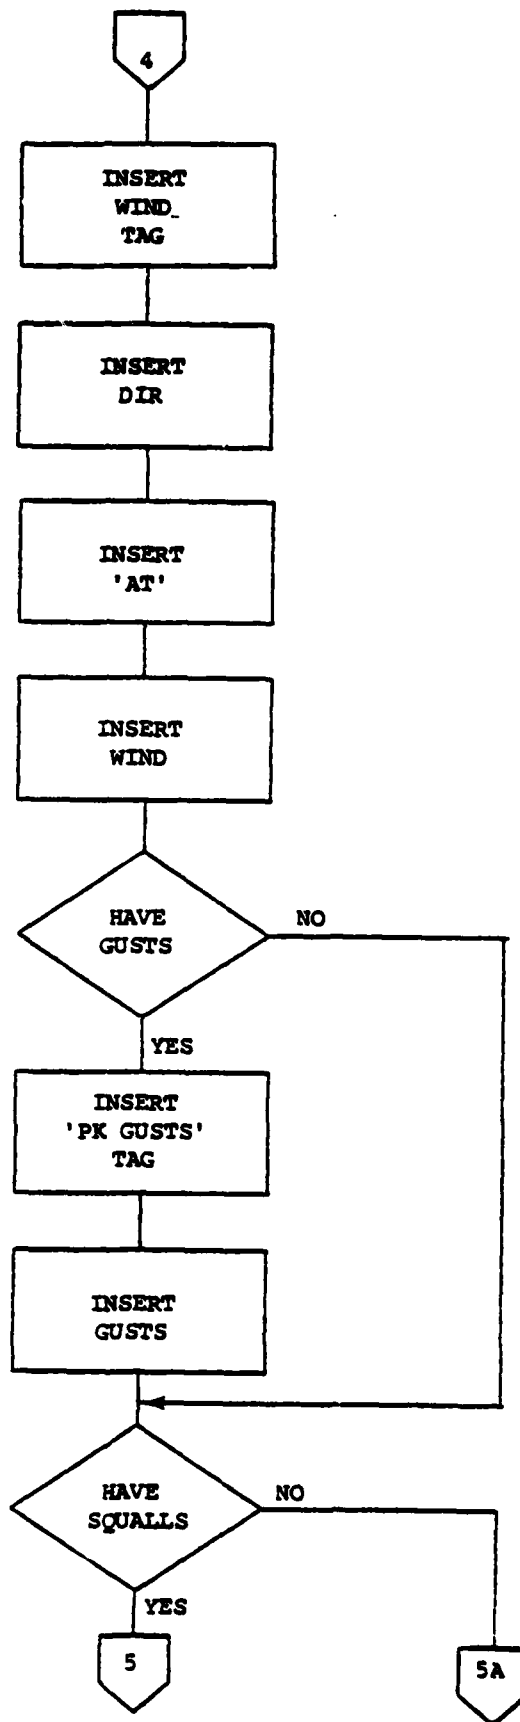 4
INSERT
WIND
TAG
INSERT
DIR
INSERT
'AT'
INSERT
WIND
HAVE
GUSTS
NO
YES
INSERT
'PK GUSTS'
TAG
INSERT
GUSTS
HAVE
SQUALLS
NO
YES
5
5A